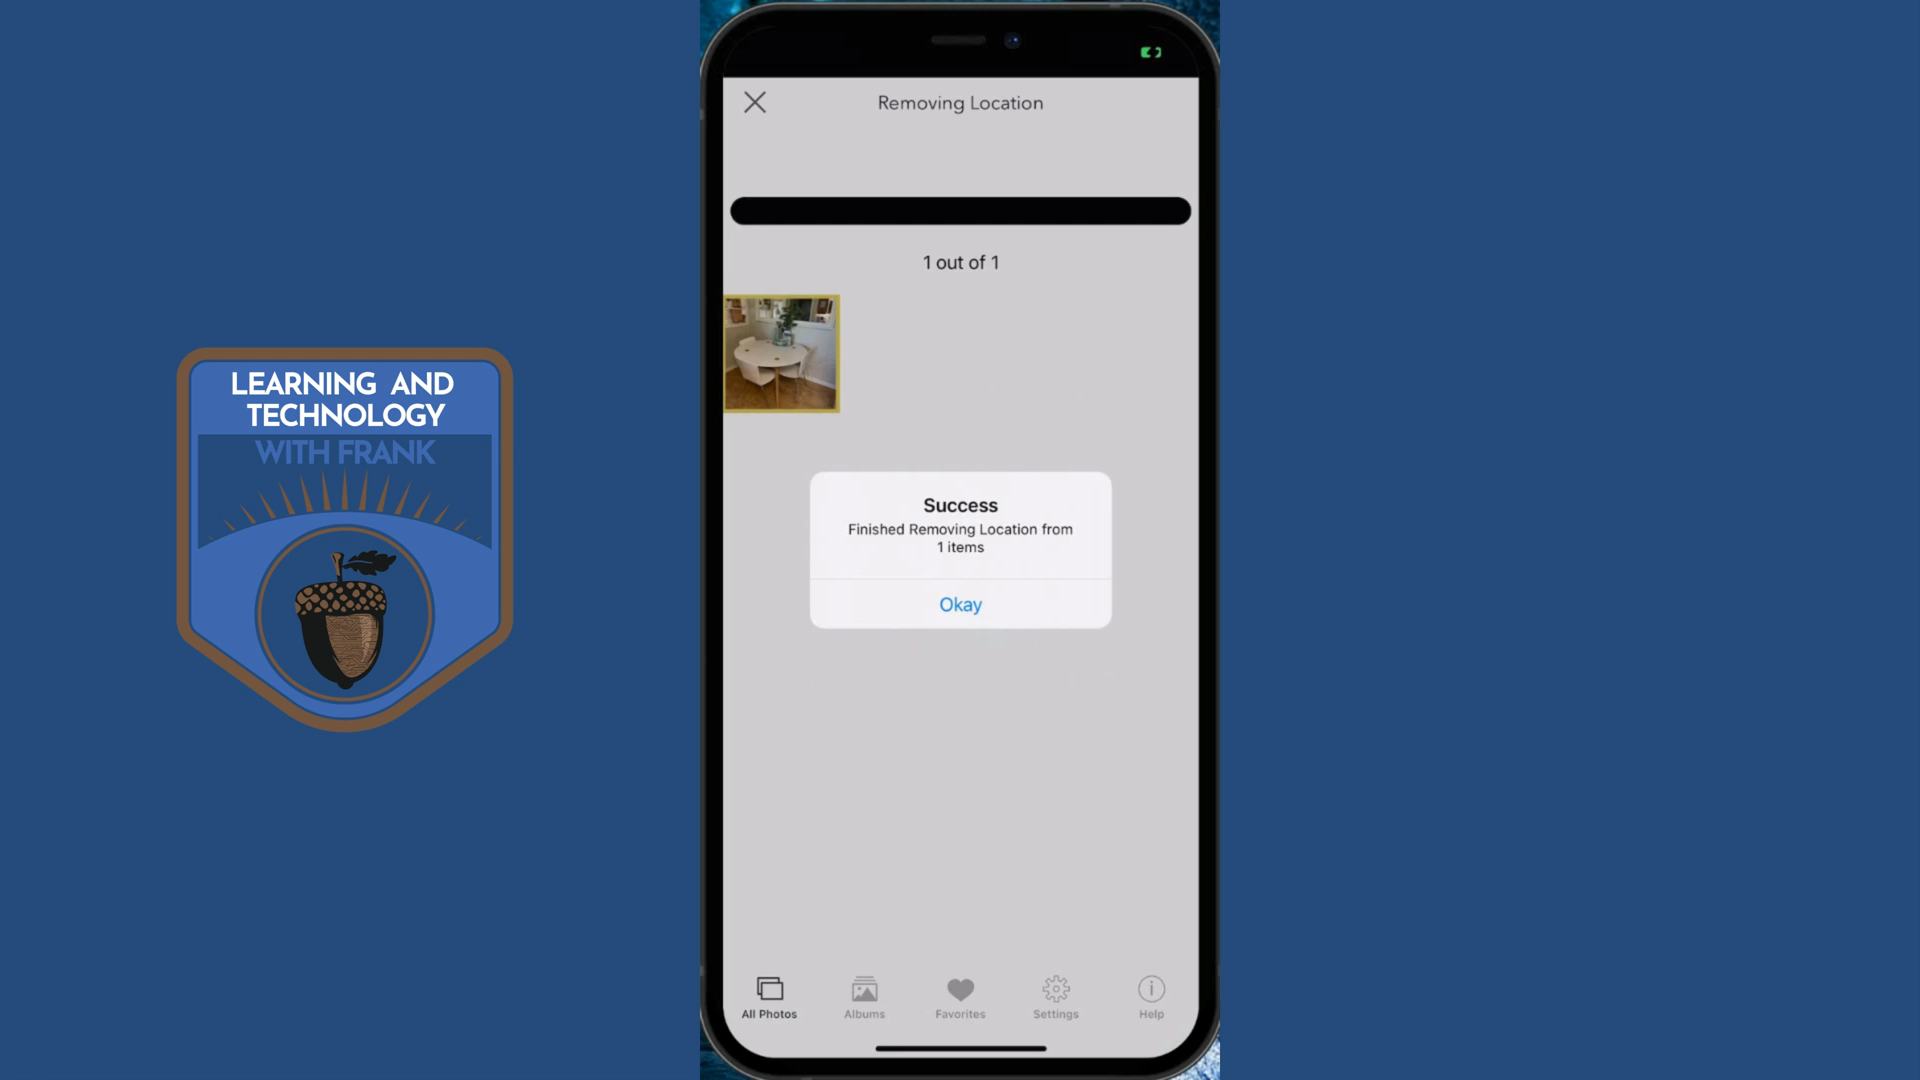 LEARNING AND
TECHNOLOGY
WITH FRANK
Removing Location
1 out of 1
Success
Finished Removing Location from
1 items
Okay
All Photos
Albums
Favorites
Settings
Help